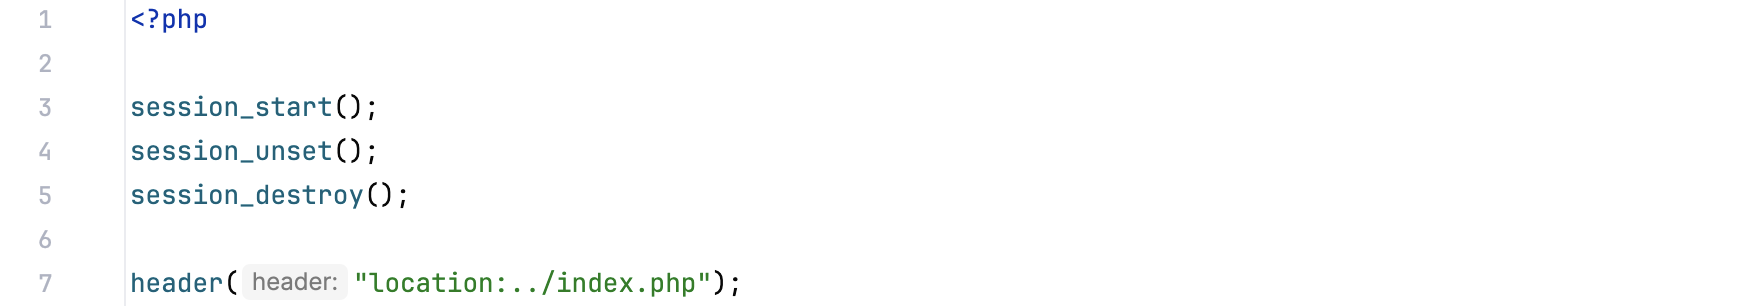 1 <?php
2
3 session_start();
4 session_unset();
5 session_destroy();
6
7 header( header: "location:../index.php");